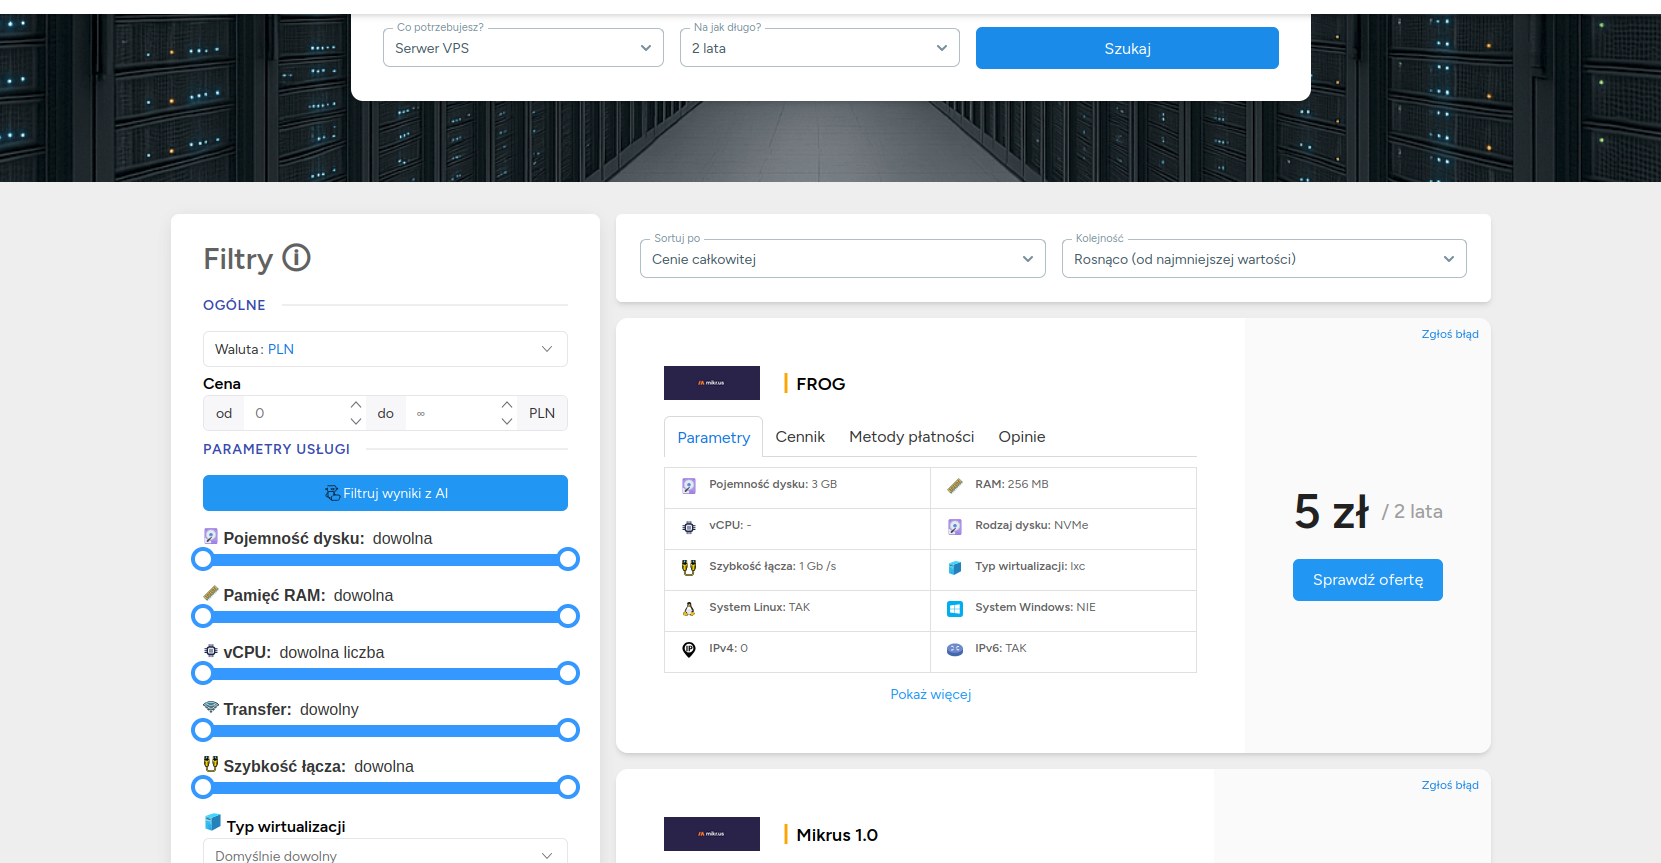 Co potrzebujesz?
Serwer VPS
Na jak długo?
2 lata
Szukaj
Filtry
OGÓLNE
Waluta: PLN
Cena
od 0 do ∞ PLN
PARAMETRY USŁUGI
Filtruj wyniki z AI
Pojemność dysku: dowolna
Pamięć RAM: dowolna
vCPU: dowolna liczba
Transfer: dowolny
Szybkość łącza: dowolna
Typ wirtualizacji
Domyślnie dowolny
Sortuj po
Cenie całkowitej
Kolejność
Rosnąco (od najmniejszej wartości)
Zgłoś błąd
mikr.us
FROG
Parametry Cennik Metody płatności Opinie
Pojemność dysku: 3 GB
RAM: 256 MB
vCPU: -
Rodzaj dysku: NVMe
Szybkość łącza: 1 Gb /s
Typ wirtualizacji: lxc
System Linux: TAK
System Windows: NIE
IPv4: 0
IPv6: TAK
Pokaż więcej
5 zł / 2 lata
Sprawdź ofertę
Zgłoś błąd
mikr.us
Mikrus 1.0